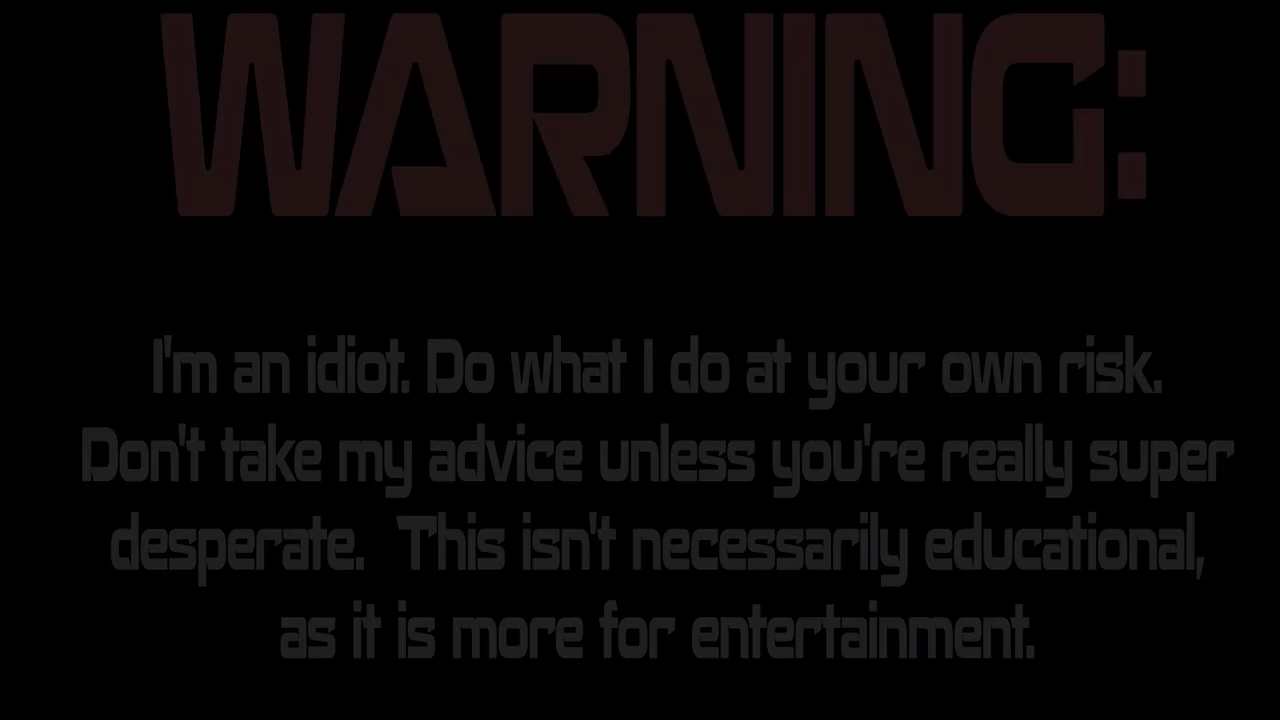 WARNING:
I'm an idiot. Do what I do at your own risk.
Don't take my advice unless you're really super
desperate.  This isn't necessarily educational,
as it is more for entertainment.